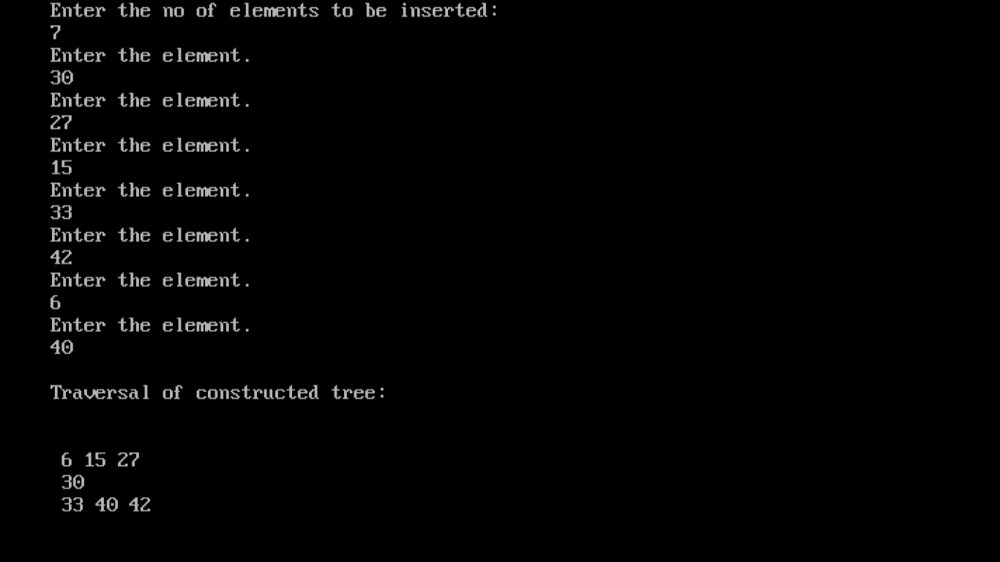 Enter the no of elements to be inserted:
7
Enter the element.
30
Enter the element.
27
Enter the element.
15
Enter the element.
33
Enter the element.
42
Enter the element.
6
Enter the element.
40
Traversal of constructed tree:
6 15 27
30
33 40 42